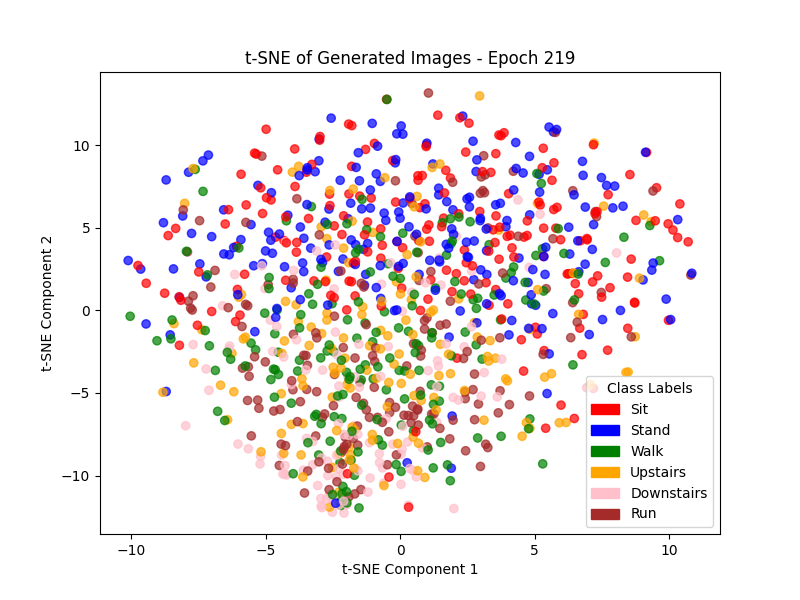 t-SNE of Generated Images - Epoch 219
t-SNE Component 2
10
5
0
−5
−10
−10
−5
0
5
10
t-SNE Component 1
Class Labels
Sit
Stand
Walk
Upstairs
Downstairs
Run